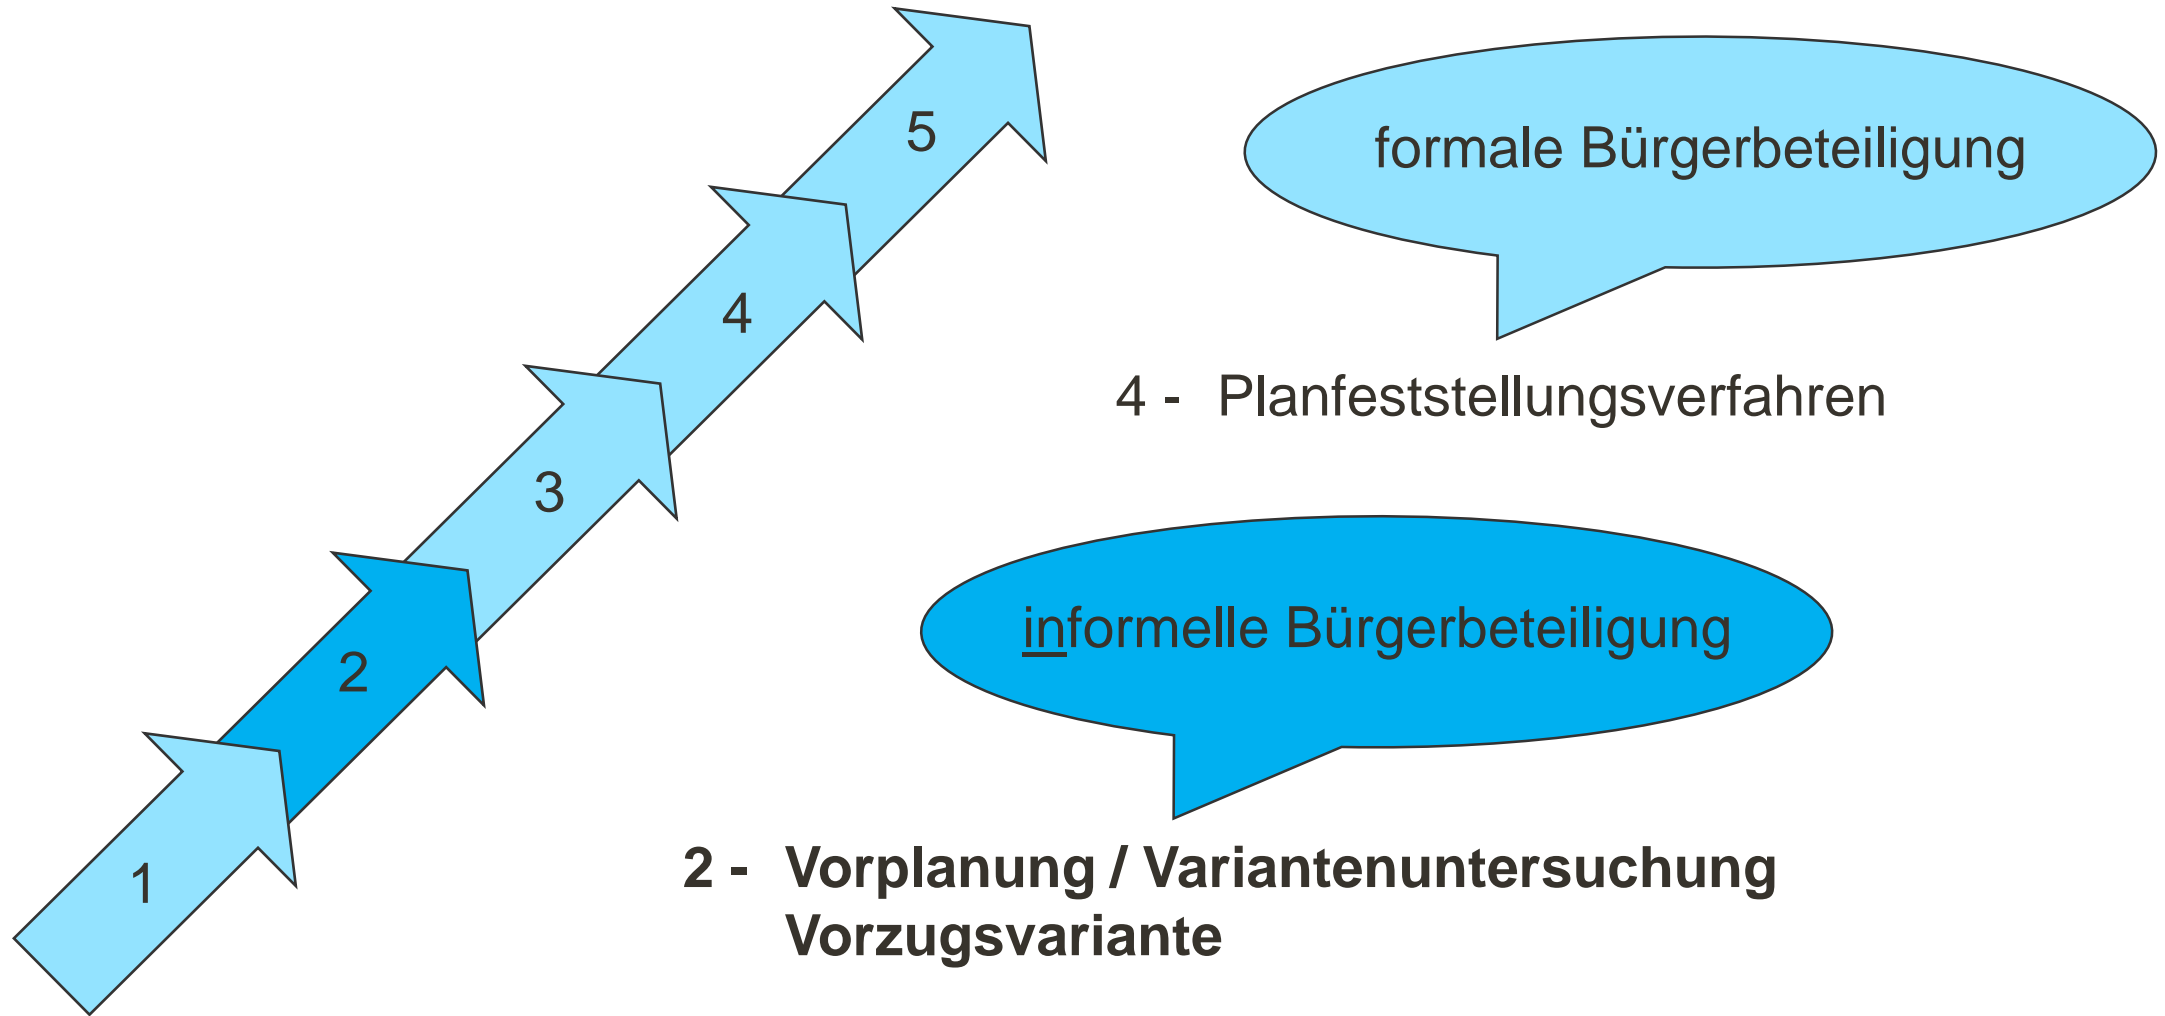 5
formale Bürgerbeteiligung
4
4 - Planfeststellungsverfahren
3
informelle Bürgerbeteiligung
2
2 - Vorplanung / Variantenuntersuchung
Vorzugsvariante
1